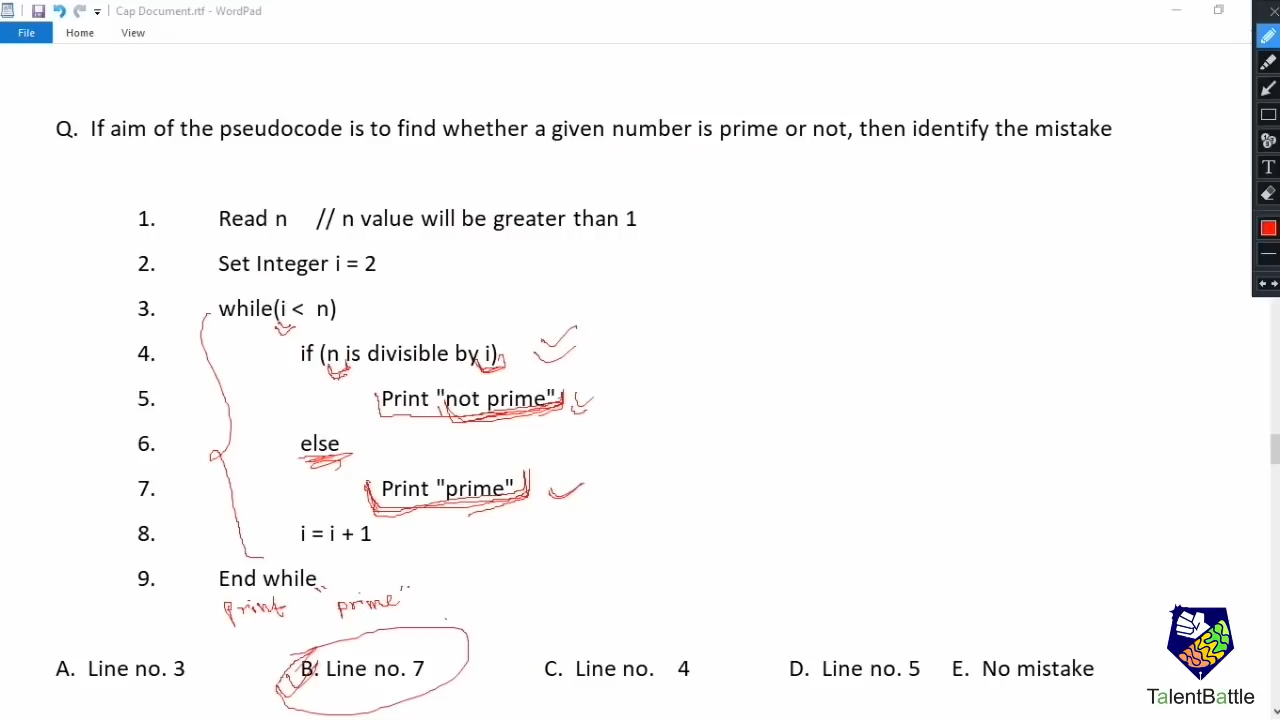 Cap Document.rtf - WordPad
File Home View
Q. If aim of the pseudocode is to find whether a given number is prime or not, then identify the mistake
1. Read n // n value will be greater than 1
2. Set Integer i = 2
3. while(i < n)
4. if (n is divisible by i)
5. Print "not prime"
6. else
7. Print "prime"
8. i = i + 1
9. End while
print "prime"
A. Line no. 3 B. Line no. 7 C. Line no. 4 D. Line no. 5 E. No mistake
TalentBattle